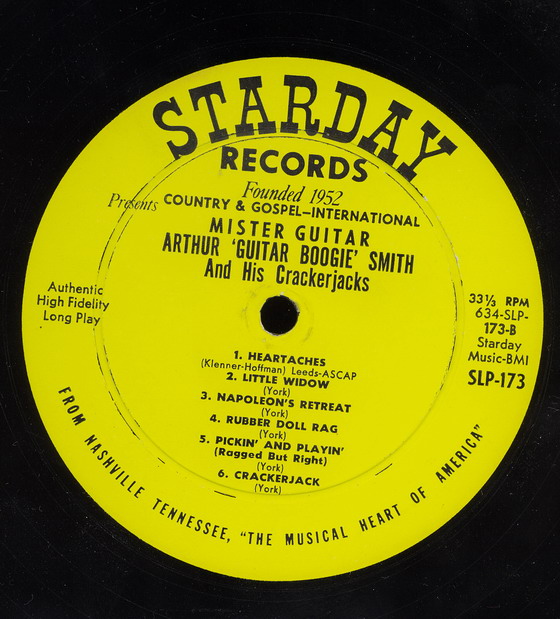 STARDAY
RECORDS
Founded 1952
Presents COUNTRY & GOSPEL–INTERNATIONAL
MISTER GUITAR
ARTHUR 'GUITAR BOOGIE' SMITH
And His Crackerjacks
Authentic
High Fidelity
Long Play
33⅓ RPM
634-SLP-
173-B
Starday
Music-BMI
SLP-173
1. HEARTACHES
(Klenner-Hoffman) Leeds-ASCAP
2. LITTLE WIDOW
(York)
3. NAPOLEON'S RETREAT
(York)
4. RUBBER DOLL RAG
(York)
5. PICKIN' AND PLAYIN'
(Ragged But Right)
(York)
6. CRACKERJACK
(York)
FROM NASHVILLE TENNESSEE, "THE MUSICAL HEART OF AMERICA"